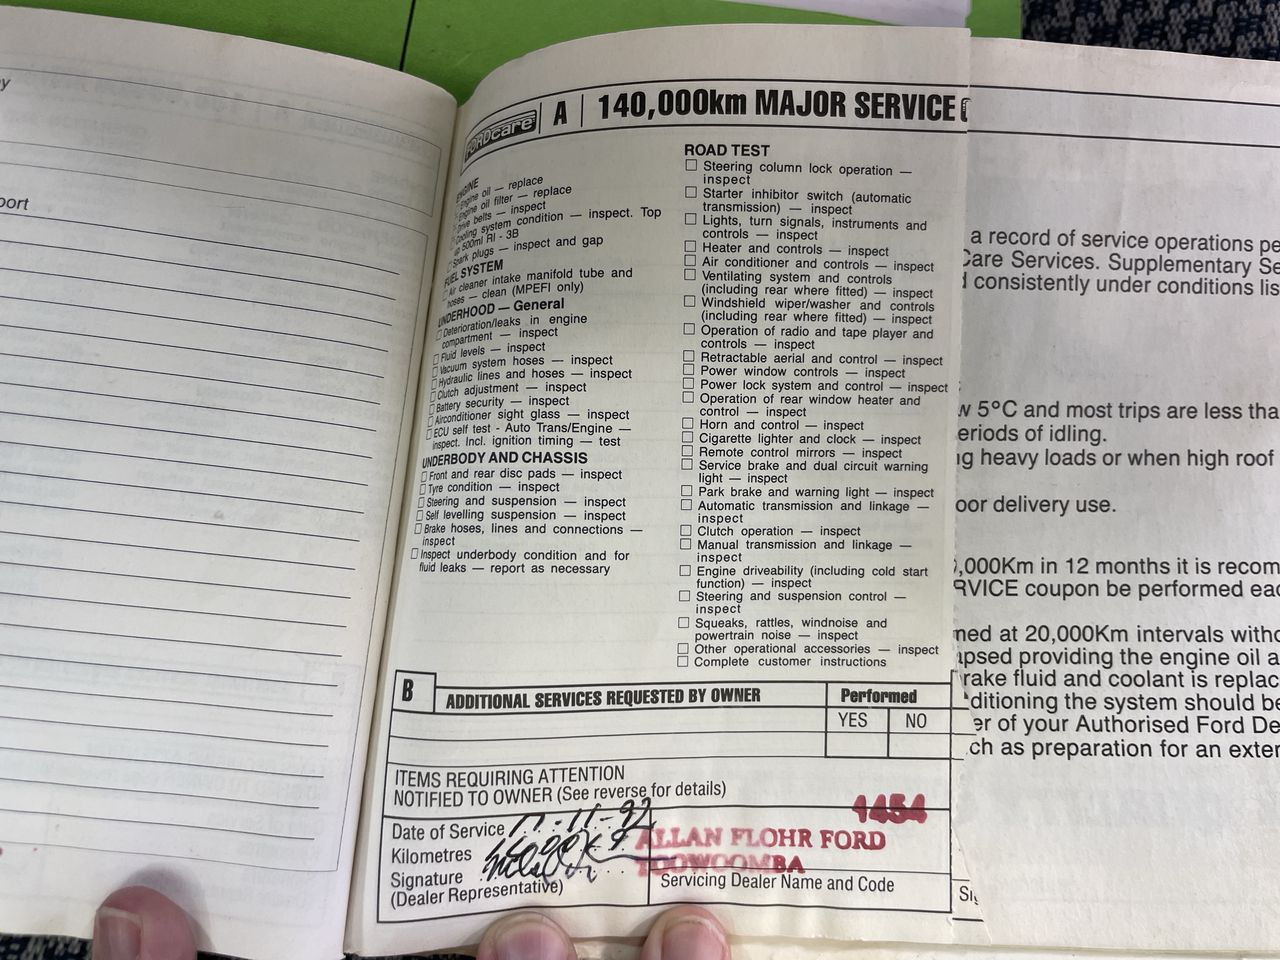 y
port
FORDcare
A
140,000km MAJOR SERVICE
ENGINE
Engine oil — replace
Engine oil filter — replace
Drive belts — inspect
Cooling system condition — inspect. Top
up 500ml RI - 3B
Spark plugs — inspect and gap
FUEL SYSTEM
Air cleaner intake manifold tube and
hoses — clean (MPEFI only)
UNDERHOOD — General
Deterioration/leaks in engine
compartment — inspect
Fluid levels — inspect
Vacuum system hoses — inspect
Hydraulic lines and hoses — inspect
Clutch adjustment — inspect
Battery security — inspect
Airconditioner sight glass — inspect
ECU self test - Auto Trans/Engine —
inspect. Incl. ignition timing — test
UNDERBODY AND CHASSIS
Front and rear disc pads — inspect
Tyre condition — inspect
Steering and suspension — inspect
Self levelling suspension — inspect
Brake hoses, lines and connections —
inspect
Inspect underbody condition and for
fluid leaks — report as necessary
ROAD TEST
Steering column lock operation —
inspect
Starter inhibitor switch (automatic
transmission) — inspect
Lights, turn signals, instruments and
controls — inspect
Heater and controls — inspect
Air conditioner and controls — inspect
Ventilating system and controls
(including rear where fitted) — inspect
Windshield wiper/washer and controls
(including rear where fitted) — inspect
Operation of radio and tape player and
controls — inspect
Retractable aerial and control — inspect
Power window controls — inspect
Power lock system and control — inspect
Operation of rear window heater and
control — inspect
Horn and control — inspect
Cigarette lighter and clock — inspect
Remote control mirrors — inspect
Service brake and dual circuit warning
light — inspect
Park brake and warning light — inspect
Automatic transmission and linkage —
inspect
Clutch operation — inspect
Manual transmission and linkage —
inspect
Engine driveability (including cold start
function) — inspect
Steering and suspension control —
inspect
Squeaks, rattles, windnoise and
powertrain noise — inspect
Other operational accessories — inspect
Complete customer instructions
B
ADDITIONAL SERVICES REQUESTED BY OWNER
Performed
YES NO
ITEMS REQUIRING ATTENTION
NOTIFIED TO OWNER (See reverse for details)
Date of Service
Kilometres
Signature
(Dealer Representative)
1454
ALLAN FLOHR FORD
TOOWOOMBA
Servicing Dealer Name and Code
a record of service operations pe
Care Services. Supplementary Se
d consistently under conditions lis
w 5°C and most trips are less tha
eriods of idling.
ng heavy loads or when high roof
oor delivery use.
0,000Km in 12 months it is recom
RVICE coupon be performed eac
med at 20,000Km intervals witho
apsed providing the engine oil a
rake fluid and coolant is replac
ditioning the system should be
er of your Authorised Ford De
ch as preparation for an exter
Si